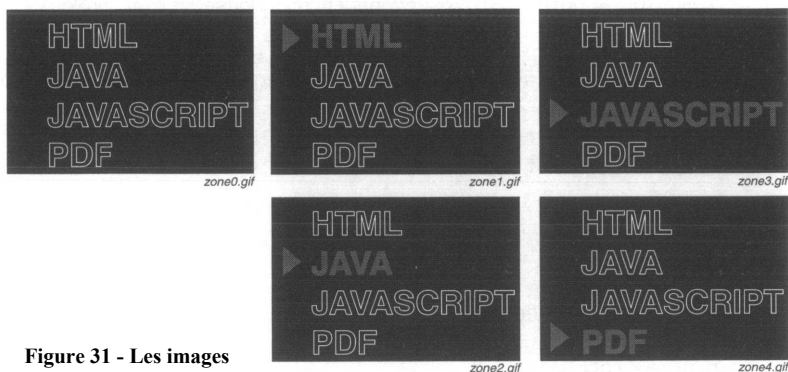 HTML
JAVA
JAVASCRIPT
PDF
zone0.gif
HTML
JAVA
JAVASCRIPT
PDF
zone1.gif
HTML
JAVA
JAVASCRIPT
PDF
zone3.gif
HTML
JAVA
JAVASCRIPT
PDF
zone2.gif
HTML
JAVA
JAVASCRIPT
PDF
zone4.gif
Figure 31 - Les images